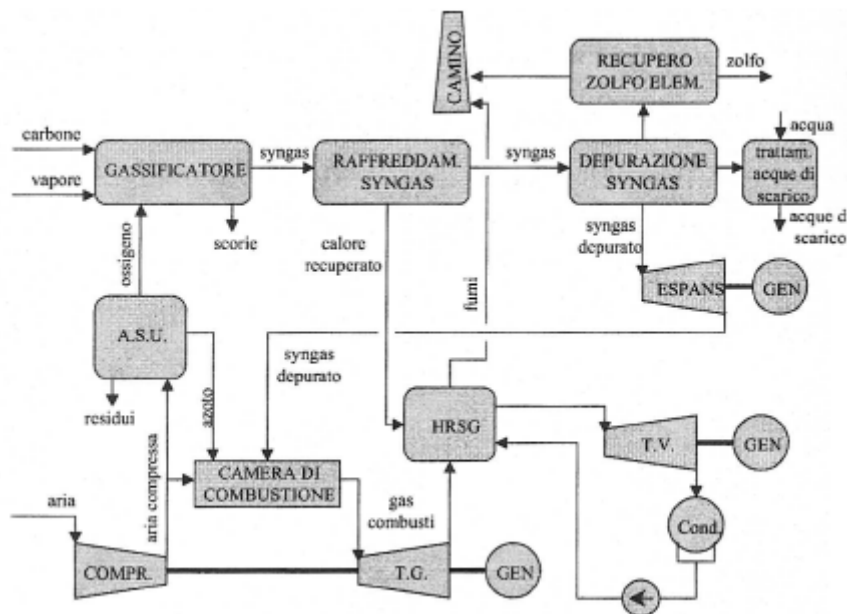 CAMINO
RECUPERO
ZOLFO ELEM.
zolfo
carbone
vapore
GASSIFICATORE
syngas
RAFFREDDAM.
SYNGAS
syngas
DEPURAZIONE
SYNGAS
acqua
trattam.
acque di
scarico
acque d
scarico
ossigeno
scorie
calore
recuperato
fumi
syngas
depurato
ESPANS
GEN
A.S.U.
residui
azoto
syngas
depurato
HRSG
T.V.
GEN
aria compressa
CAMERA DI
COMBUSTIONE
gas
combusti
Cond.
aria
COMPR.
T.G.
GEN